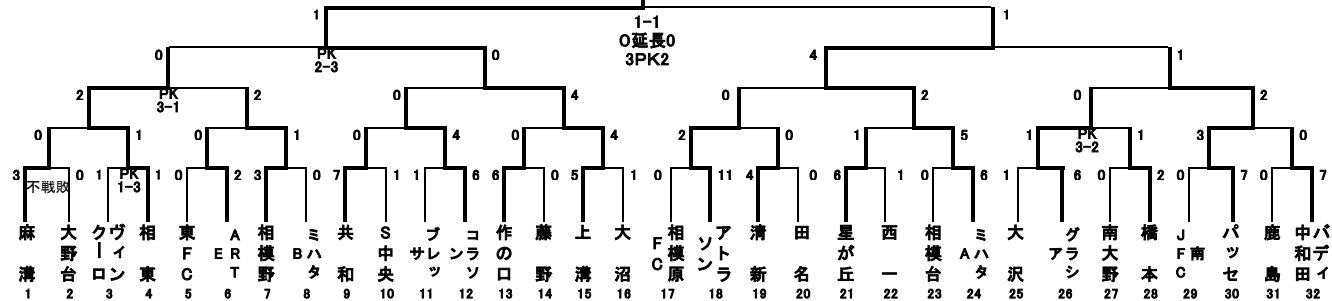 1 1
1-1
0延長0
3PK2
0 PK 0 4 1
2-3
2 PK 2 0 4 0 2 0 2
3-1
0 1 0 1 0 4 0 4 2 0 1 5 1 PK 1 3 0
3-2
3 不戦敗 0 1 PK 1 0 2 3 0 7 1 1 6 6 0 5 1 0 11 4 0 6 1 0 6 1 6 0 2 0 7 0 7
1-3
麻溝
大野台
ヴィンクーロ
相東
東FC
ARTE
相模野
ミハタB
共和
S中央
ブレッサ
コラソン
作の口
藤野
上溝
大沼
相模原FC
アトラソン
清新
田名
星が丘
西一
相模台
ミハタA
大沢
グラシア
南大野
橋本
JFC南
パッセ
鹿島
バディ中和田
1 2 3 4 5 6 7 8 9 10 11 12 13 14 15 16 17 18 19 20 21 22 23 24 25 26 27 28 29 30 31 32